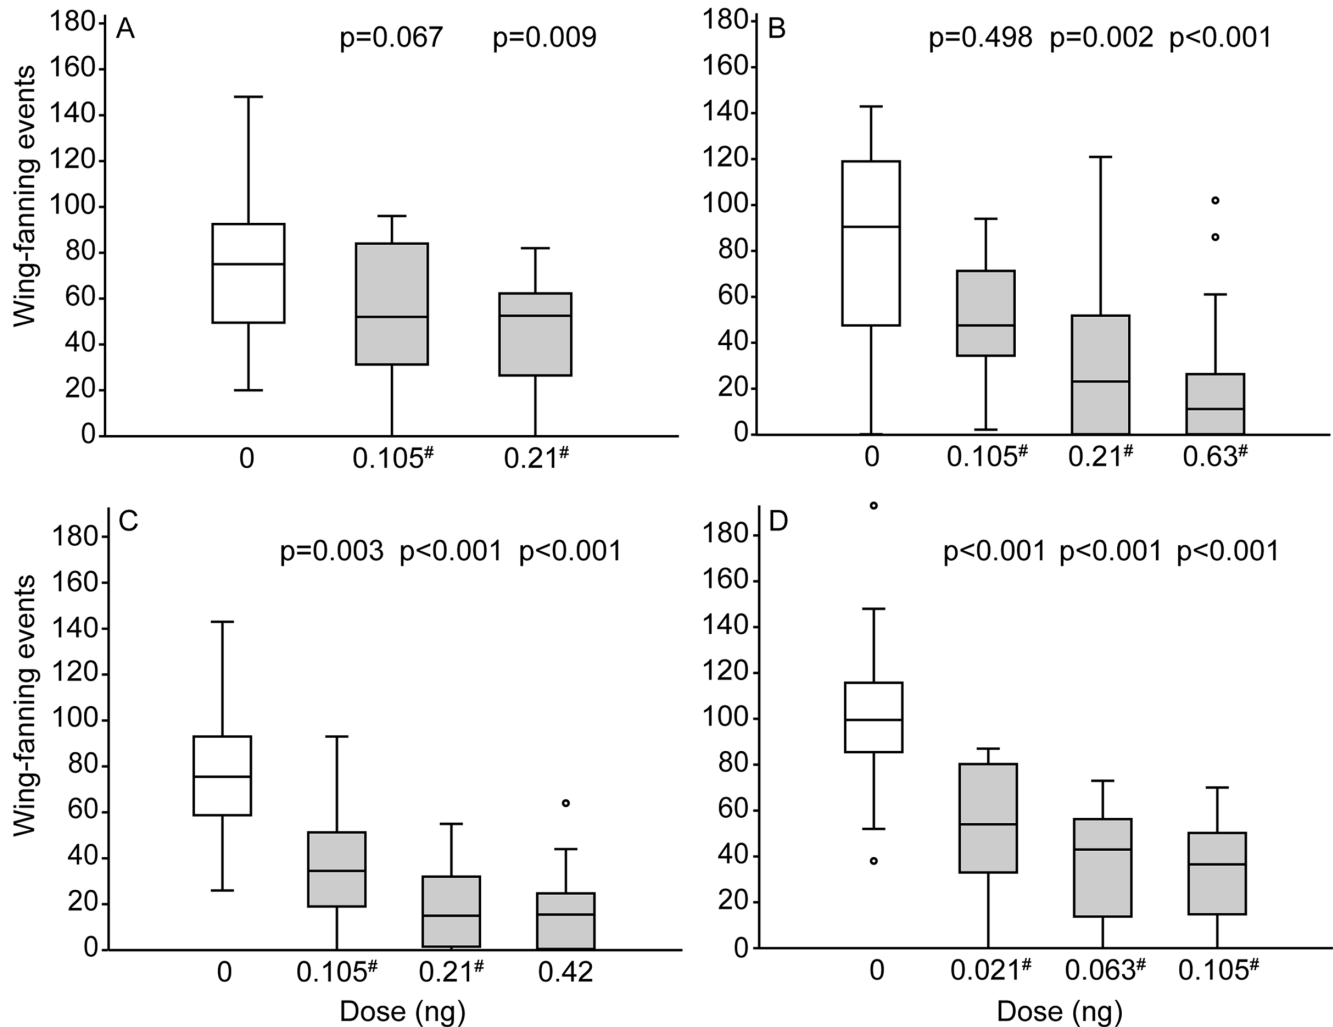 A
p=0.067 p=0.009
Wing-fanning events
180
160
140
120
100
80
60
40
20
0
0 0.105# 0.21#
B
p=0.498 p=0.002 p<0.001
180
160
140
120
100
80
60
40
20
0
0 0.105# 0.21# 0.63#
C
p=0.003 p<0.001 p<0.001
Wing-fanning events
180
160
140
120
100
80
60
40
20
0
0 0.105# 0.21# 0.42
Dose (ng)
D
p<0.001 p<0.001 p<0.001
180
160
140
120
100
80
60
40
20
0
0 0.021# 0.063# 0.105#
Dose (ng)